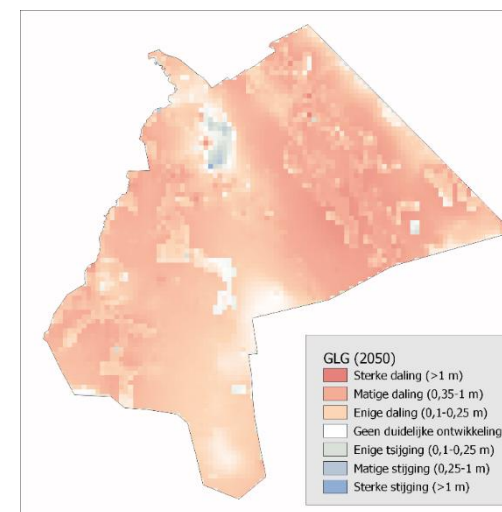 GLG (2050)
Sterke daling (>1 m)
Matige daling (0,35-1 m)
Enige daling (0,1-0,25 m)
Geen duidelijke ontwikkeling
Enige tsijging (0,1-0,25 m)
Matige stijging (0,25-1 m)
Sterke stijging (>1 m)